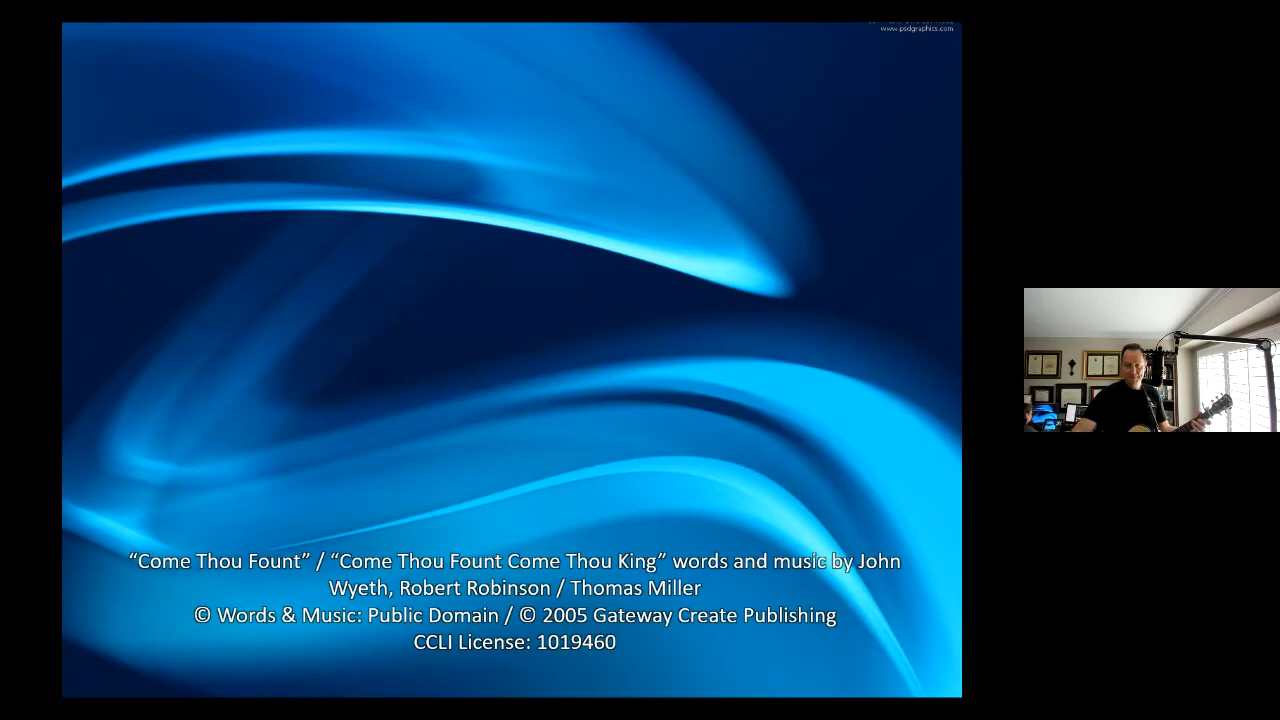 www.psdgraphics.com
“Come Thou Fount” / “Come Thou Fount Come Thou King” words and music by John
Wyeth, Robert Robinson / Thomas Miller
© Words & Music: Public Domain / © 2005 Gateway Create Publishing
CCLI License: 1019460